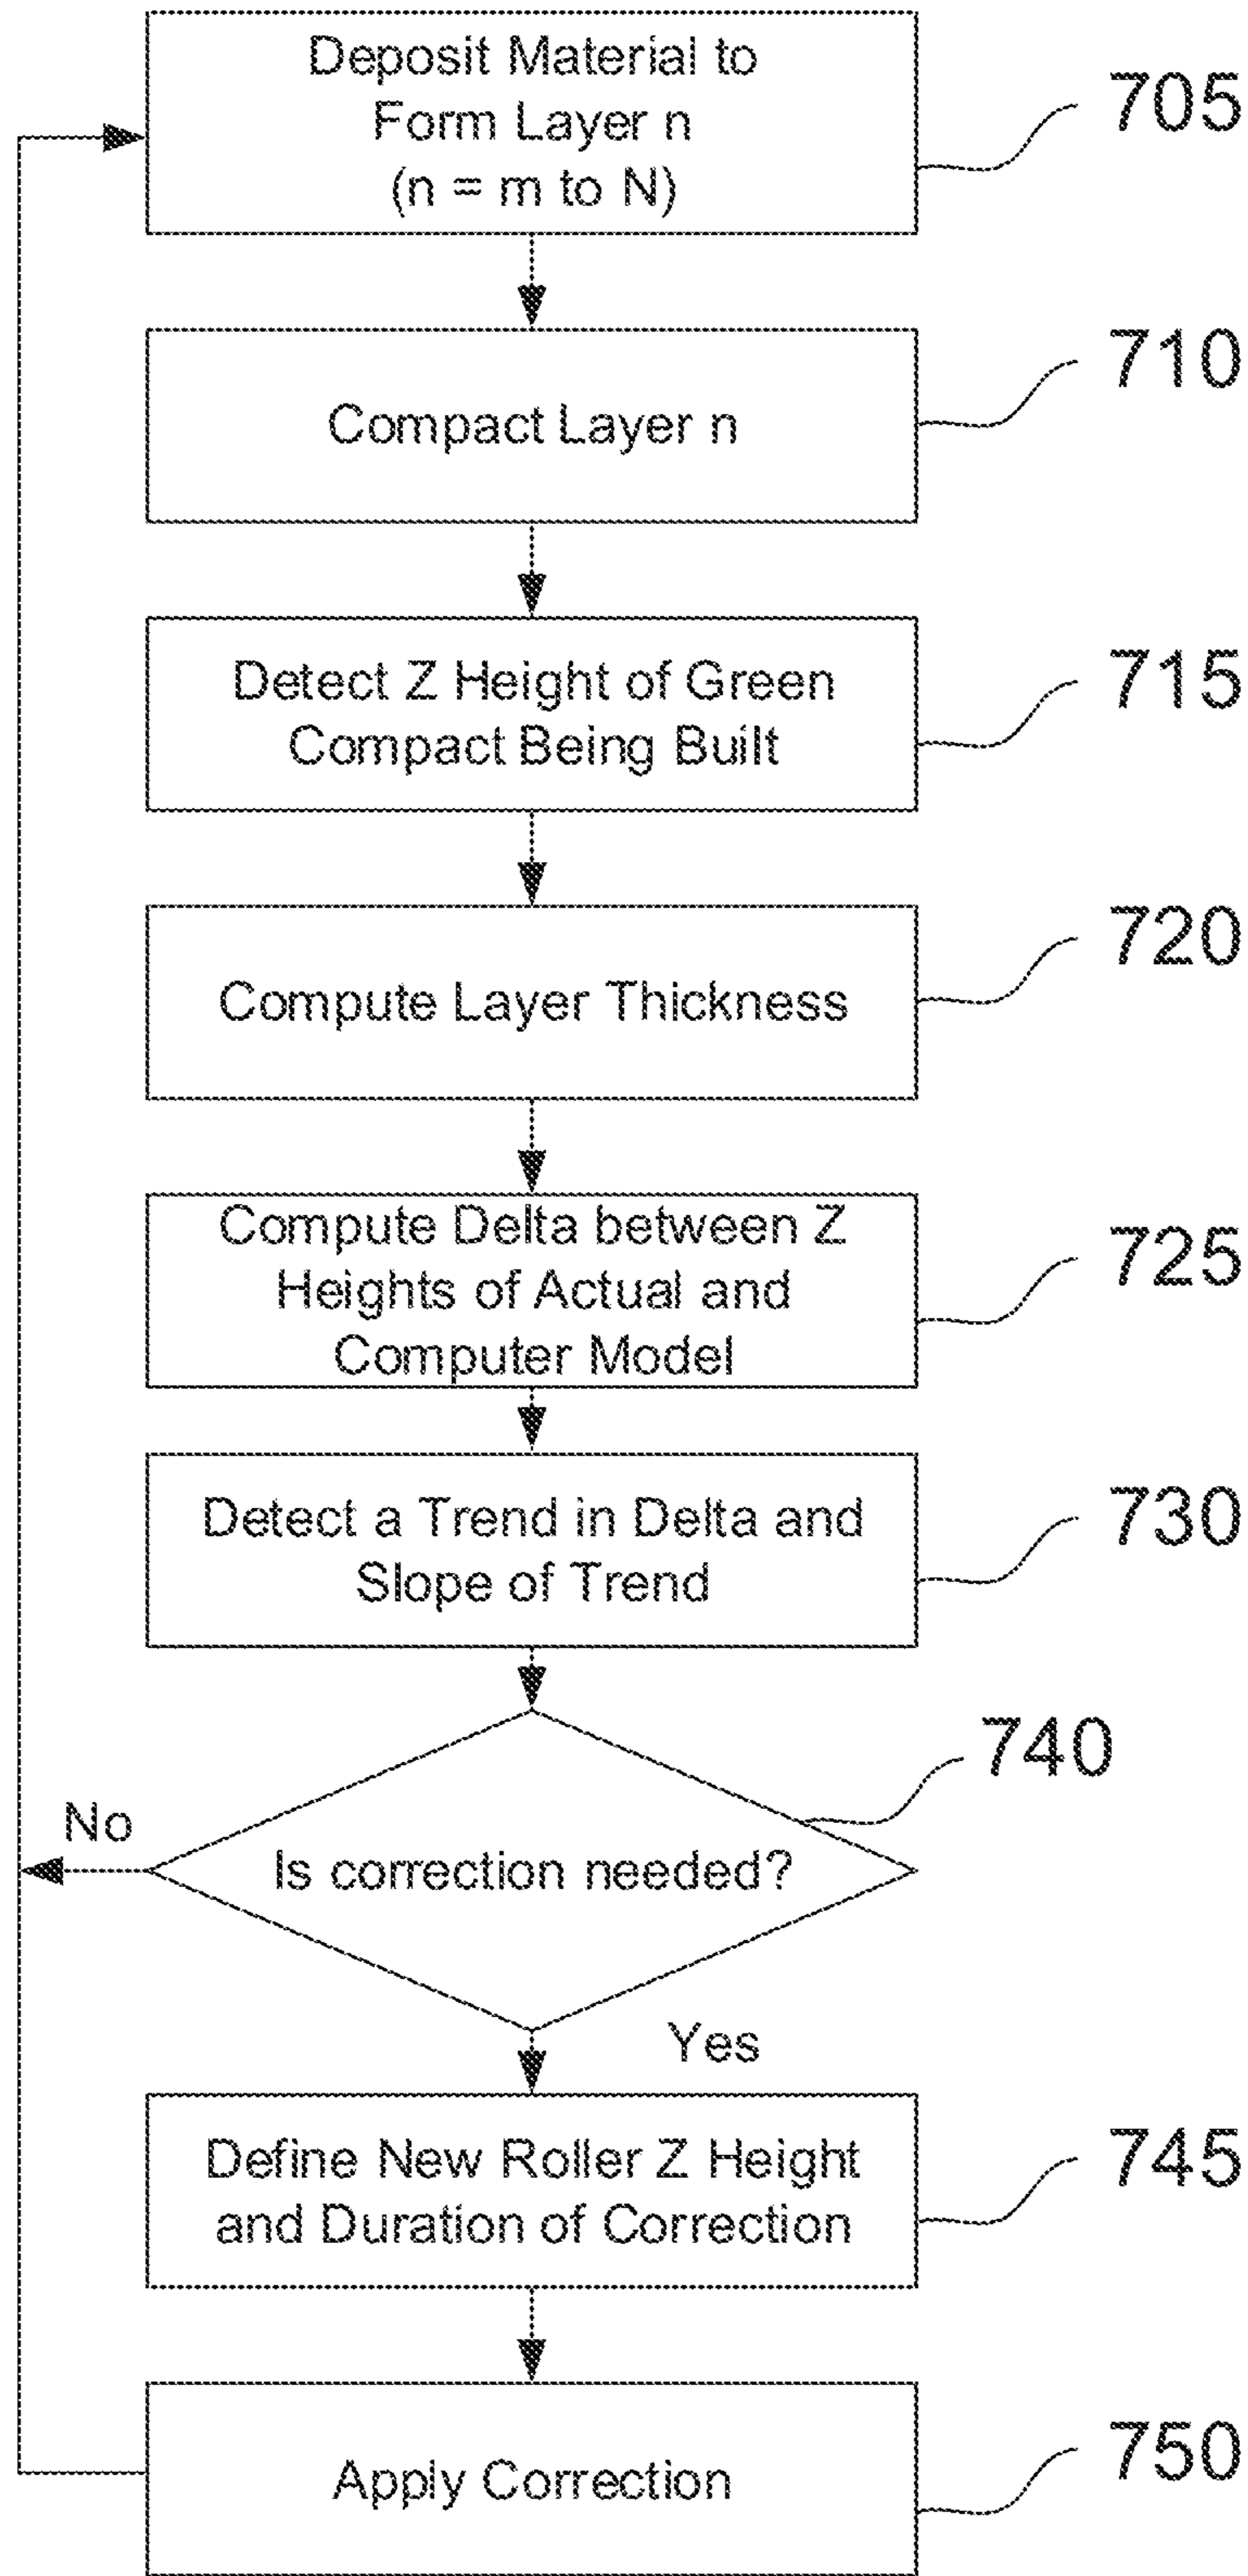 Deposit Material to
Form Layer n
(n = m to N)
705
Compact Layer n
710
Detect Z Height of Green
Compact Being Built
715
Compute Layer Thickness
720
Compute Delta between Z
Heights of Actual and
Computer Model
725
Detect a Trend in Delta and
Slope of Trend
730
740
No
Is correction needed?
Yes
Define New Roller Z Height
and Duration of Correction
745
Apply Correction
750